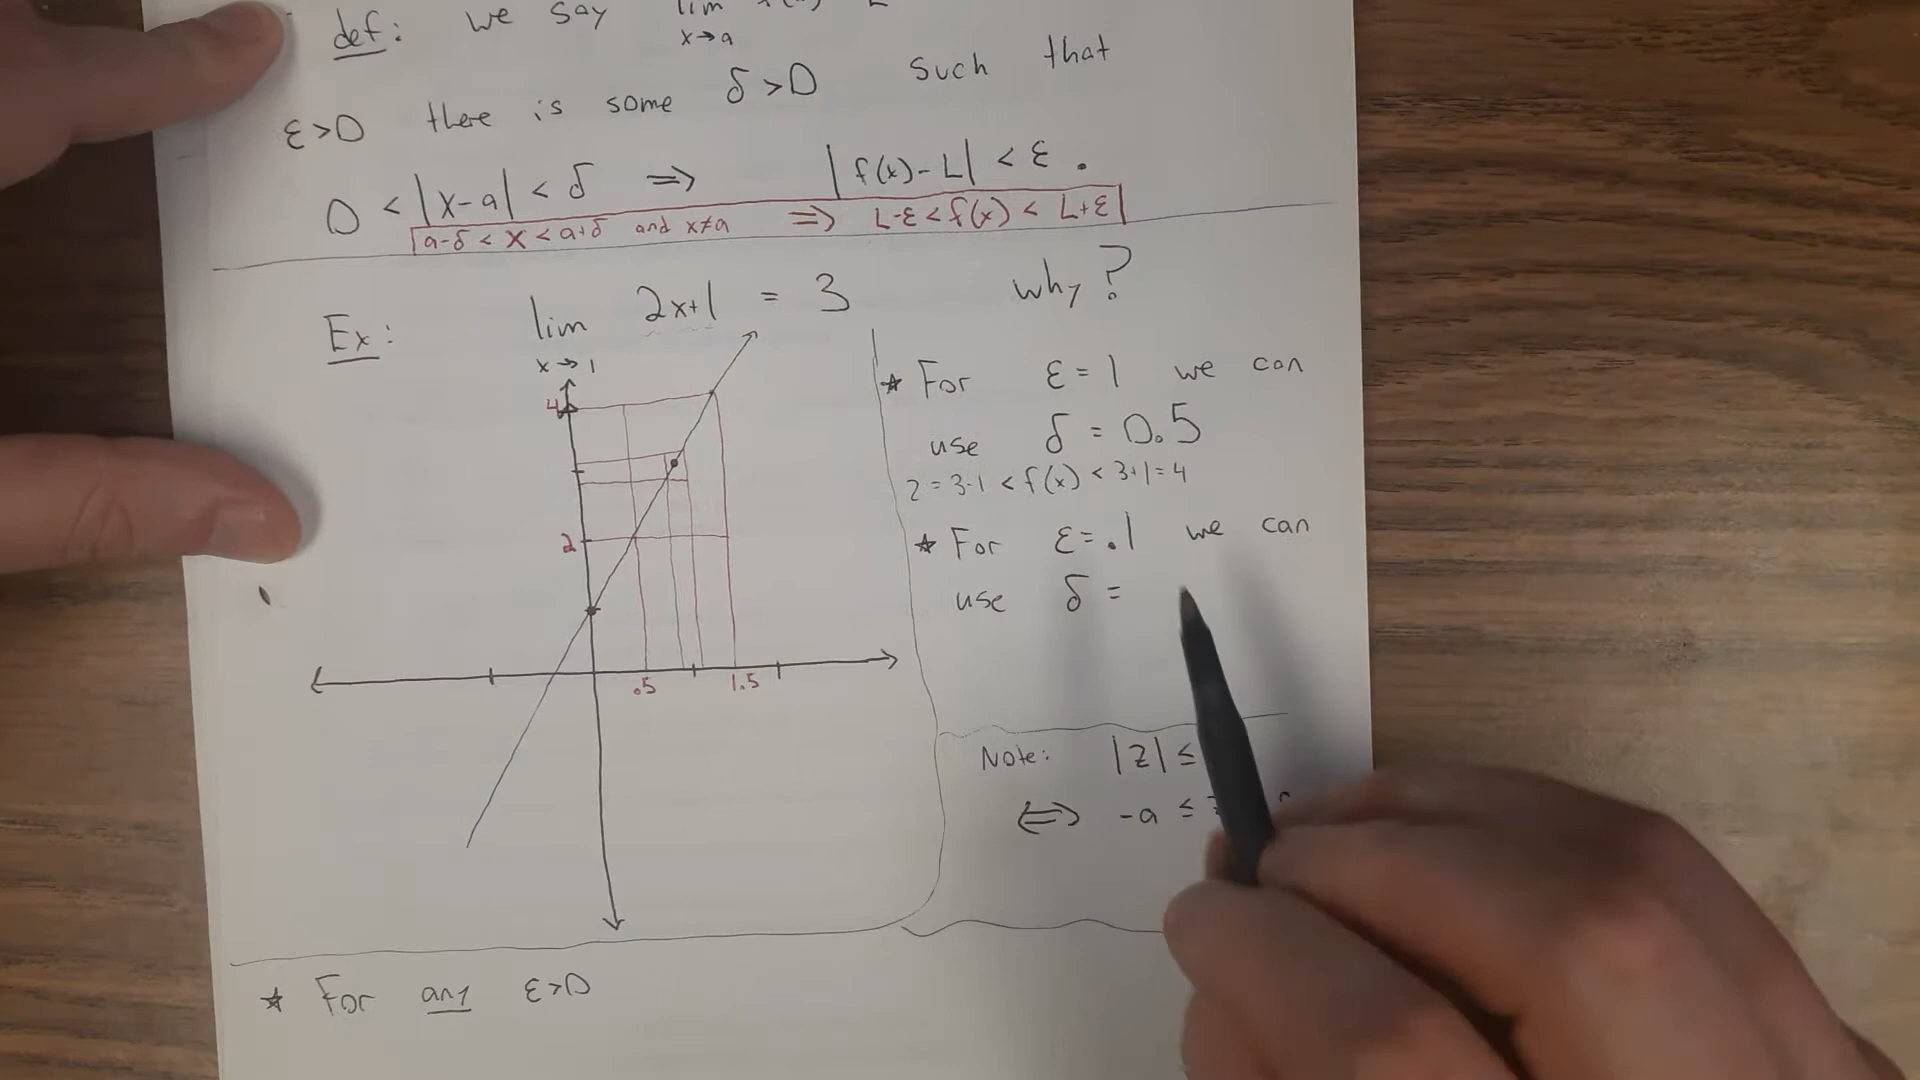 def: we say lim
x→a
ε>0 there is some δ>0 such that
0 < |x-a| < δ ⇒ |f(x)-L| < ε.
a-δ < x < a+δ and x≠a ⇒ L-ε < f(x) < L+ε
Ex: lim 2x+1 = 3 why?
x→1
4
2
.5 1.5
* For ε = 1 we can
use δ = 0.5
2 = 3-1 < f(x) < 3+1 = 4
* For ε = .1 we can
use δ =
Note: |z| ≤
⇔ -a ≤
* For any ε>0